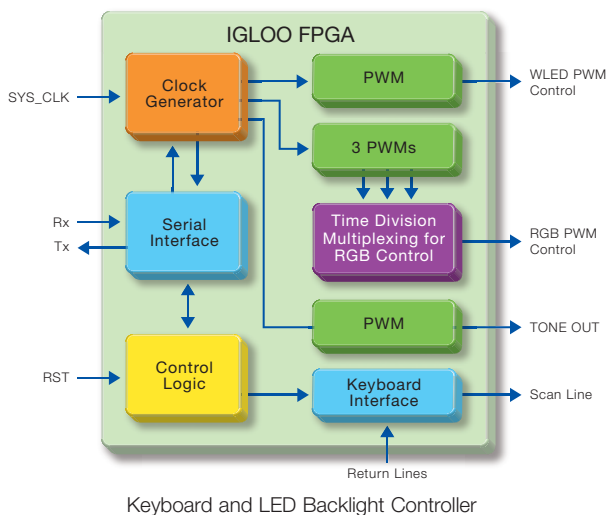 IGLOO FPGA
Clock
Generator
PWM
WLED PWM
Control
SYS_CLK
3 PWMs
Rx
Tx
Serial
Interface
Time Division
Multiplexing for
RGB Control
RGB PWM
Control
PWM
TONE OUT
RST
Control
Logic
Keyboard
Interface
Scan Line
Return Lines
Keyboard and LED Backlight Controller